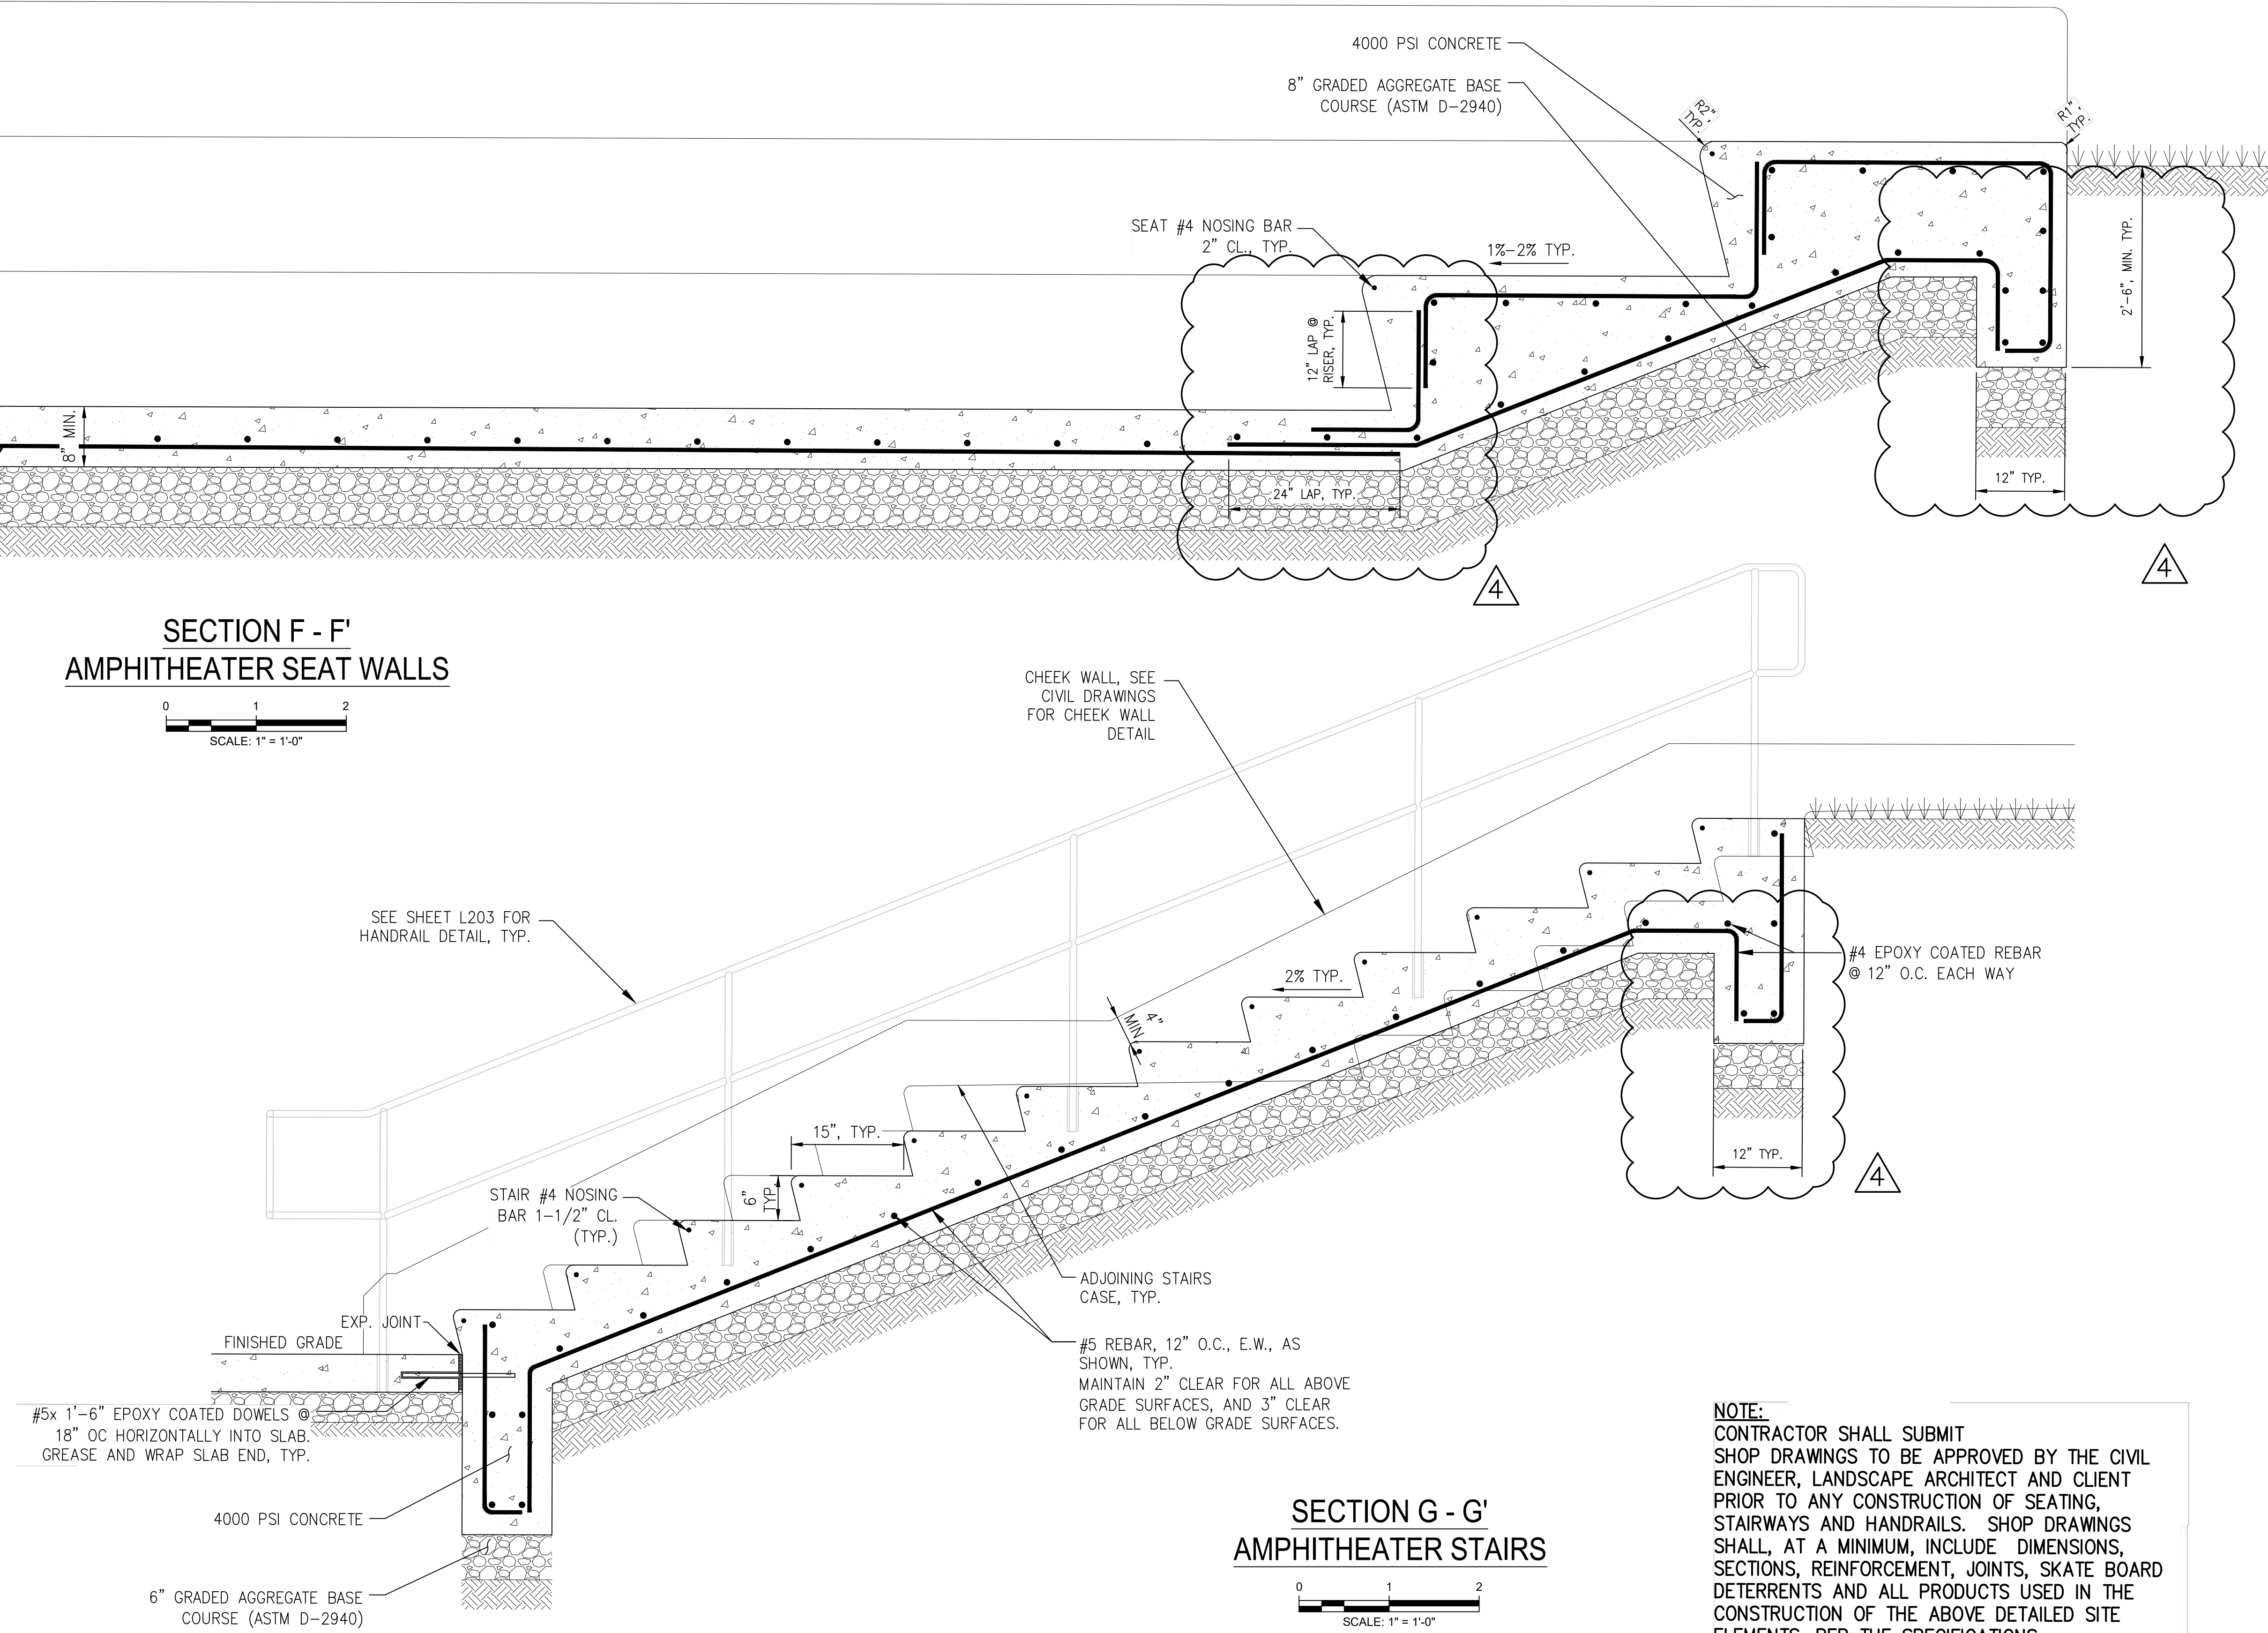 4000 PSI CONCRETE
8" GRADED AGGREGATE BASE
COURSE (ASTM D-2940)
R2",
TYP.
R1",
TYP.
SEAT #4 NOSING BAR
2" CL., TYP.
1%-2% TYP.
12" LAP @
RISER, TYP.
2'-6", MIN. TYP.
8" MIN.
24" LAP, TYP.
12" TYP.
4
4
SECTION F - F'
AMPHITHEATER SEAT WALLS
0 1 2
SCALE: 1" = 1'-0"
CHEEK WALL, SEE
CIVIL DRAWINGS
FOR CHEEK WALL
DETAIL
SEE SHEET L203 FOR
HANDRAIL DETAIL, TYP.
#4 EPOXY COATED REBAR
@ 12" O.C. EACH WAY
2% TYP.
4"
MIN
15", TYP.
6"
TYP.
12" TYP.
4
STAIR #4 NOSING
BAR 1-1/2" CL.
(TYP.)
ADJOINING STAIRS
CASE, TYP.
EXP. JOINT
FINISHED GRADE
#5 REBAR, 12" O.C., E.W., AS
SHOWN, TYP.
MAINTAIN 2" CLEAR FOR ALL ABOVE
GRADE SURFACES, AND 3" CLEAR
FOR ALL BELOW GRADE SURFACES.
#5x 1'-6" EPOXY COATED DOWELS @
18" OC HORIZONTALLY INTO SLAB.
GREASE AND WRAP SLAB END, TYP.
4000 PSI CONCRETE
6" GRADED AGGREGATE BASE
COURSE (ASTM D-2940)
SECTION G - G'
AMPHITHEATER STAIRS
0 1 2
SCALE: 1" = 1'-0"
NOTE:
CONTRACTOR SHALL SUBMIT
SHOP DRAWINGS TO BE APPROVED BY THE CIVIL
ENGINEER, LANDSCAPE ARCHITECT AND CLIENT
PRIOR TO ANY CONSTRUCTION OF SEATING,
STAIRWAYS AND HANDRAILS. SHOP DRAWINGS
SHALL, AT A MINIMUM, INCLUDE DIMENSIONS,
SECTIONS, REINFORCEMENT, JOINTS, SKATE BOARD
DETERRENTS AND ALL PRODUCTS USED IN THE
CONSTRUCTION OF THE ABOVE DETAILED SITE
ELEMENTS, PER THE SPECIFICATIONS.